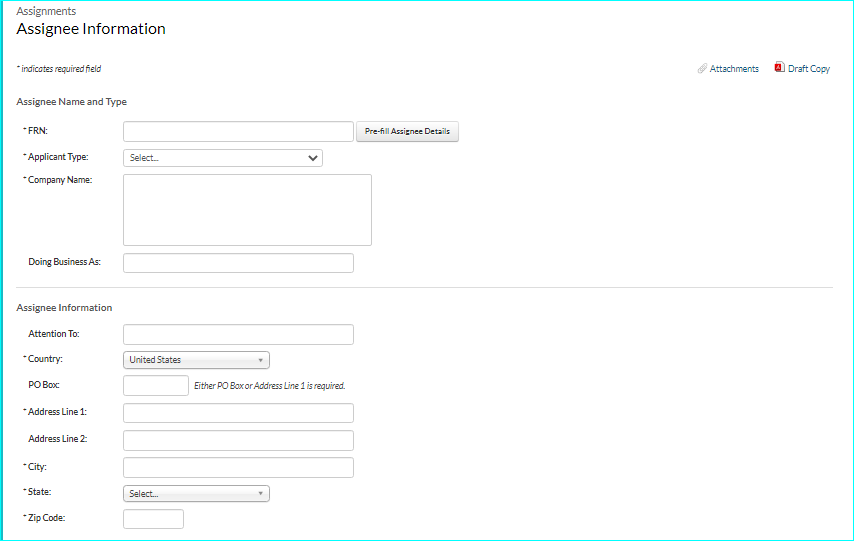 Assignments
Assignee Information
* indicates required field
Attachments Draft Copy
Assignee Name and Type
* FRN: Pre-fill Assignee Details
* Applicant Type: Select...
* Company Name:
Doing Business As:
Assignee Information
Attention To:
* Country: United States
PO Box: Either PO Box or Address Line 1 is required.
* Address Line 1:
Address Line 2:
* City:
* State: Select...
* Zip Code: